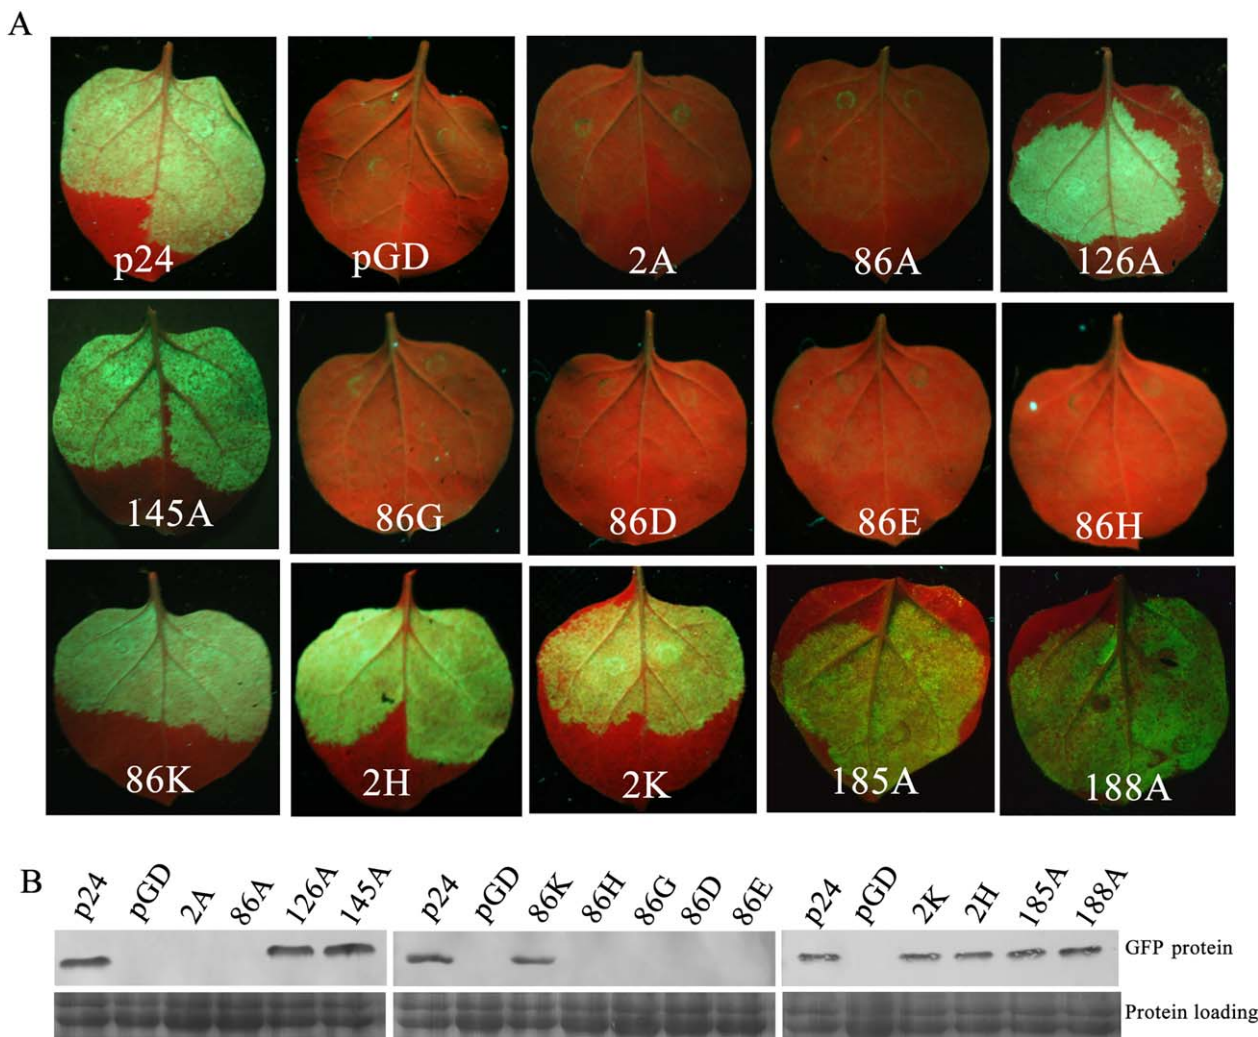 A
p24 pGD 2A 86A 126A
145A 86G 86D 86E 86H
86K 2H 2K 185A 188A
B
p24 pGD 2A 86A 126A 145A p24 pGD 86K 86H 86G 86D 86E p24 pGD 2K 2H 185A 188A
GFP protein
Protein loading